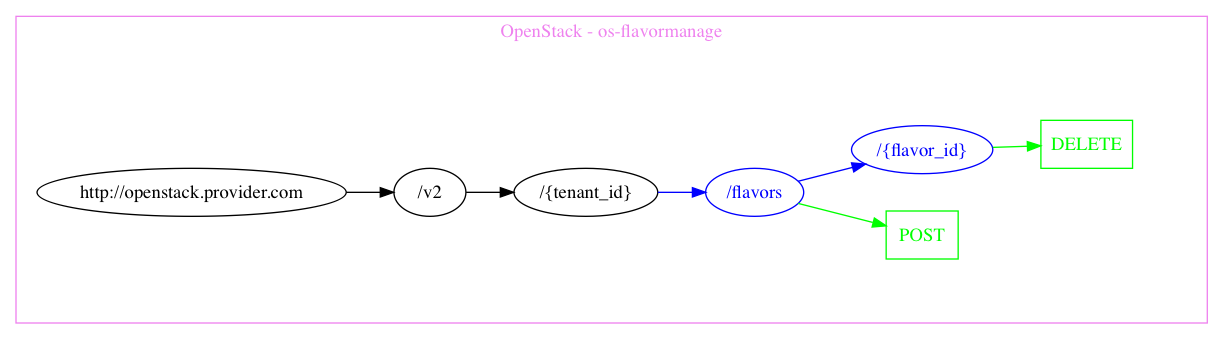 OpenStack - os-flavormanage
http://openstack.provider.com
/v2
/{tenant_id}
/flavors
/{flavor_id}
DELETE
POST